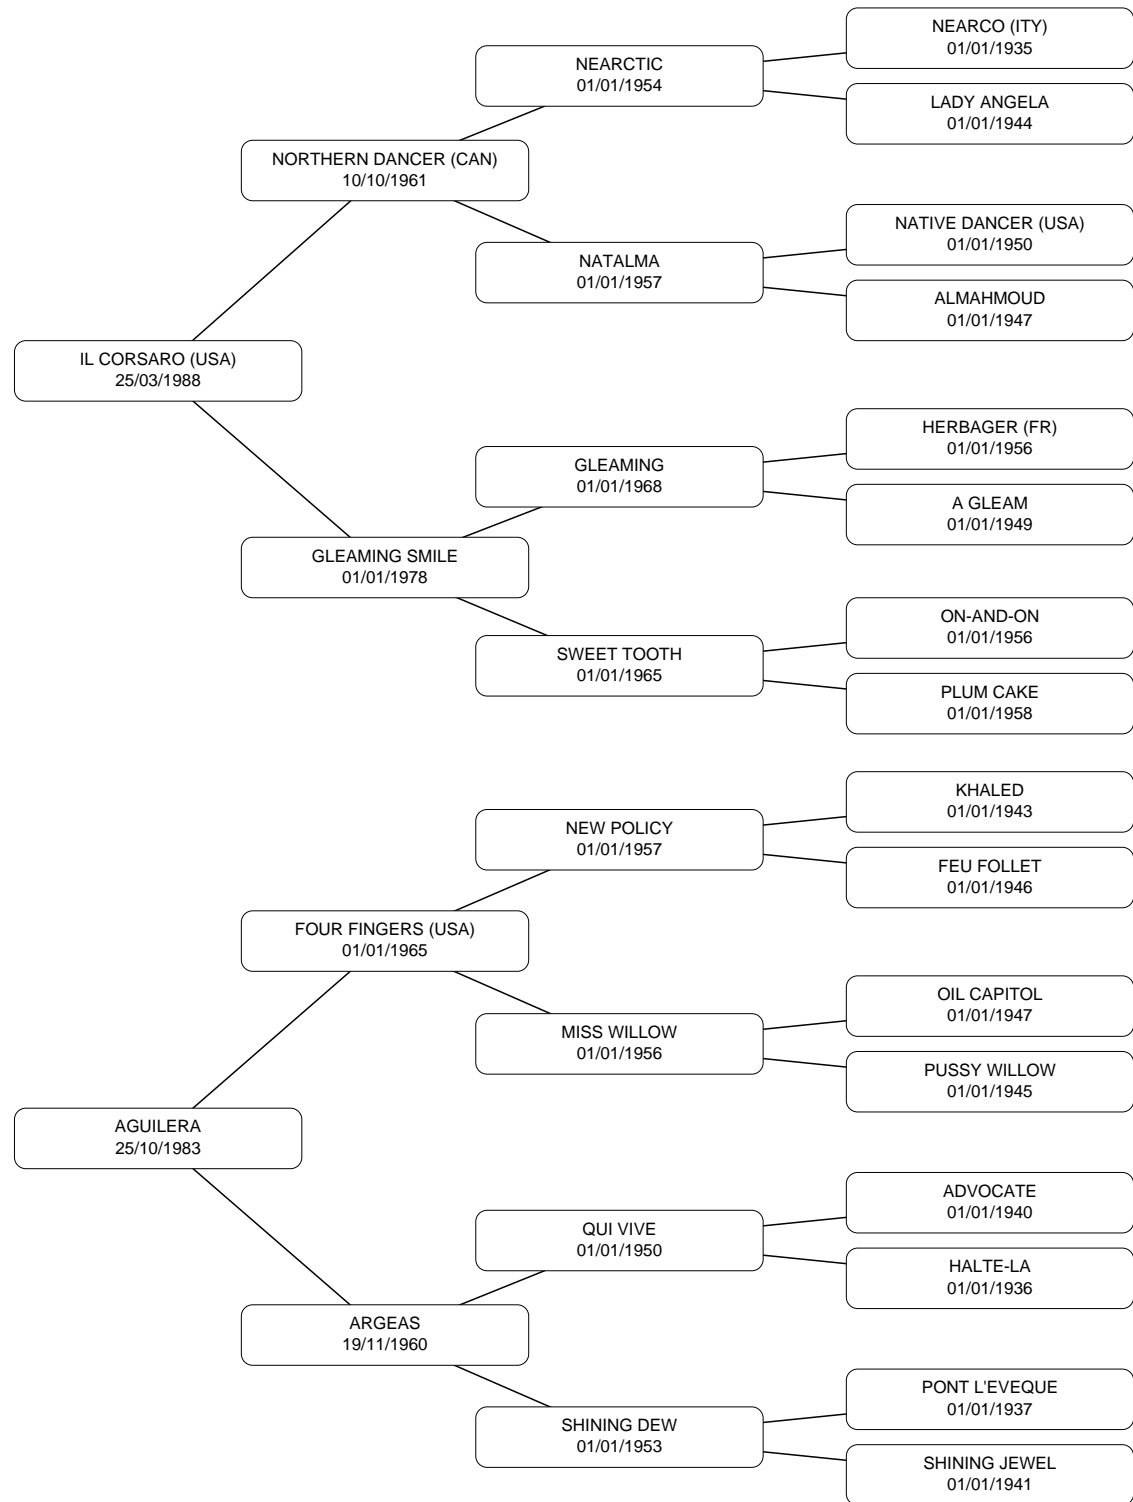 NEARCO (ITY)
01/01/1935
NEARCTIC
01/01/1954
LADY ANGELA
01/01/1944
NORTHERN DANCER (CAN)
10/10/1961
NATIVE DANCER (USA)
01/01/1950
NATALMA
01/01/1957
ALMAHMOUD
01/01/1947
IL CORSARO (USA)
25/03/1988
HERBAGER (FR)
01/01/1956
GLEAMING
01/01/1968
A GLEAM
01/01/1949
GLEAMING SMILE
01/01/1978
ON-AND-ON
01/01/1956
SWEET TOOTH
01/01/1965
PLUM CAKE
01/01/1958
KHALED
01/01/1943
NEW POLICY
01/01/1957
FEU FOLLET
01/01/1946
FOUR FINGERS (USA)
01/01/1965
OIL CAPITOL
01/01/1947
MISS WILLOW
01/01/1956
PUSSY WILLOW
01/01/1945
AGUILERA
25/10/1983
ADVOCATE
01/01/1940
QUI VIVE
01/01/1950
HALTE-LA
01/01/1936
ARGEAS
19/11/1960
PONT L'EVEQUE
01/01/1937
SHINING DEW
01/01/1953
SHINING JEWEL
01/01/1941